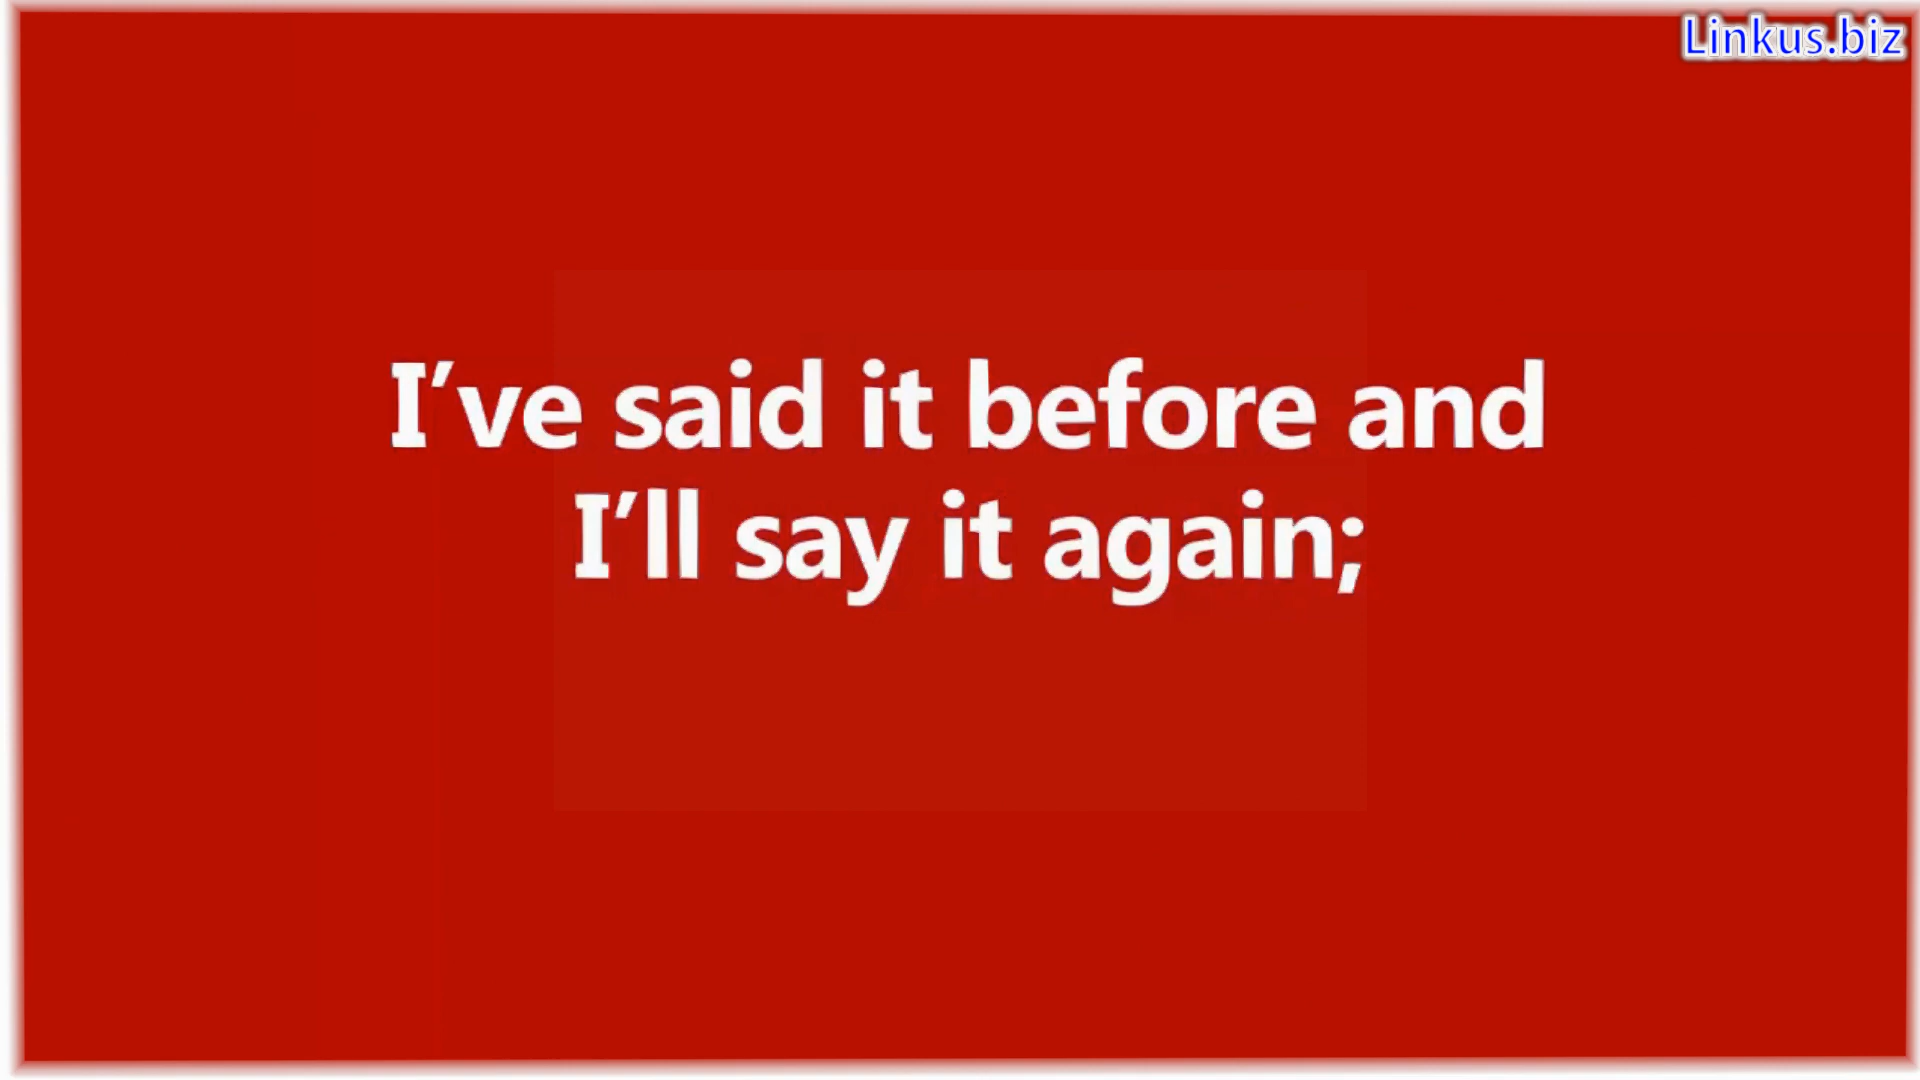 Linkus.biz
I’ve said it before and
I’ll say it again;